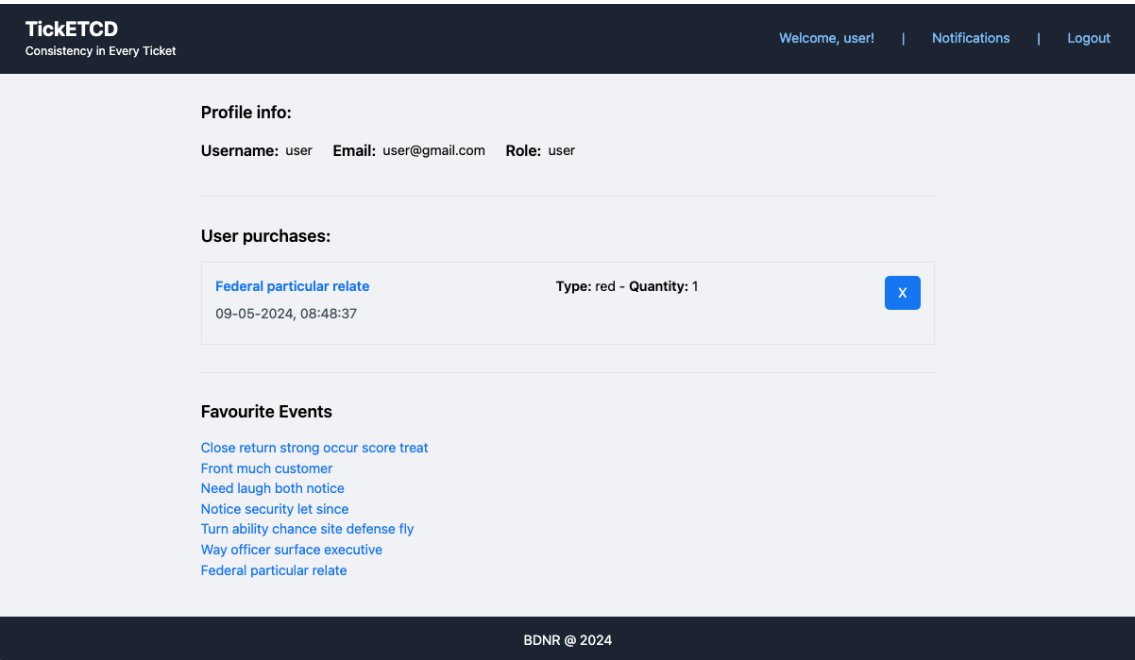 TickETCD
Consistency in Every Ticket
Welcome, user! | Notifications | Logout
Profile info:
Username: user Email: user@gmail.com Role: user
User purchases:
Federal particular relate Type: red - Quantity: 1 X
09-05-2024, 08:48:37
Favourite Events
Close return strong occur score treat
Front much customer
Need laugh both notice
Notice security let since
Turn ability chance site defense fly
Way officer surface executive
Federal particular relate
BDNR @ 2024